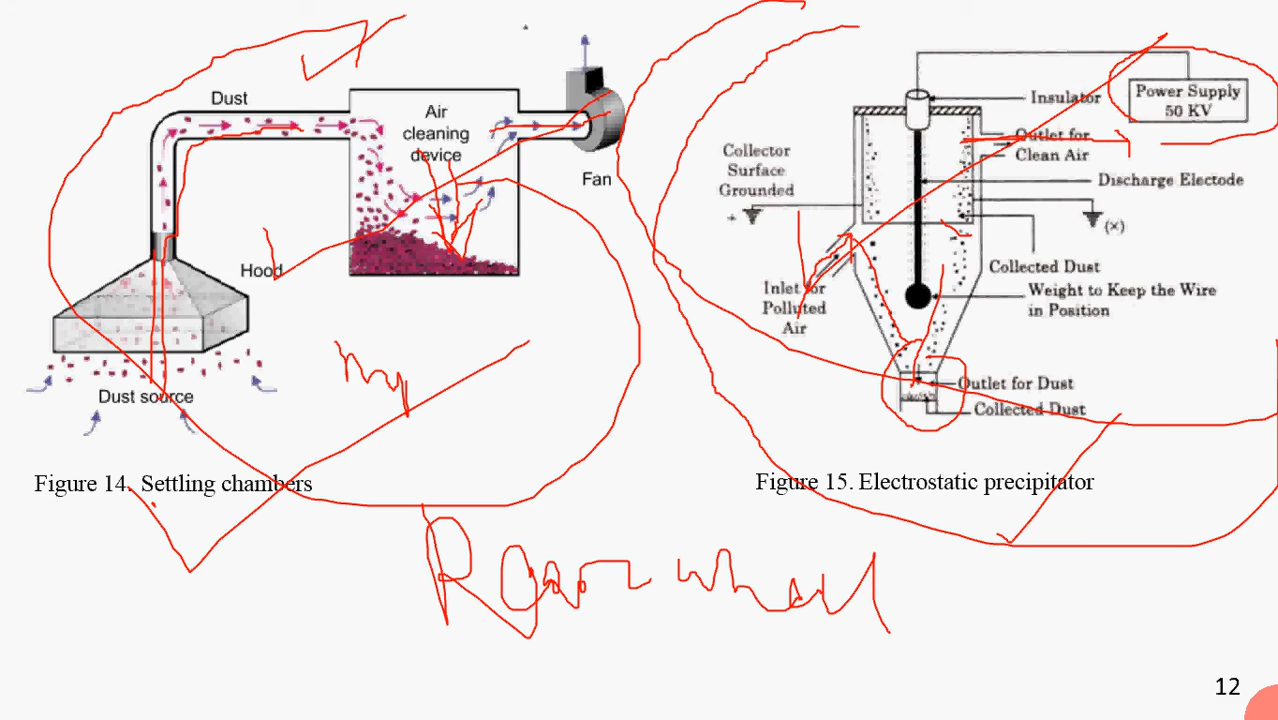 Dust
Air
cleaning
device
Fan
Hood
Dust source
Figure 14. Settling chambers
Power Supply
50 KV
Insulator
Outlet for
Clean Air
Collector
Surface
Grounded
Discharge Electode
+
(×)
Collected Dust
Inlet for
Polluted
Air
Weight to Keep the Wire
in Position
Outlet for Dust
Collected Dust
Figure 15. Electrostatic precipitator
12